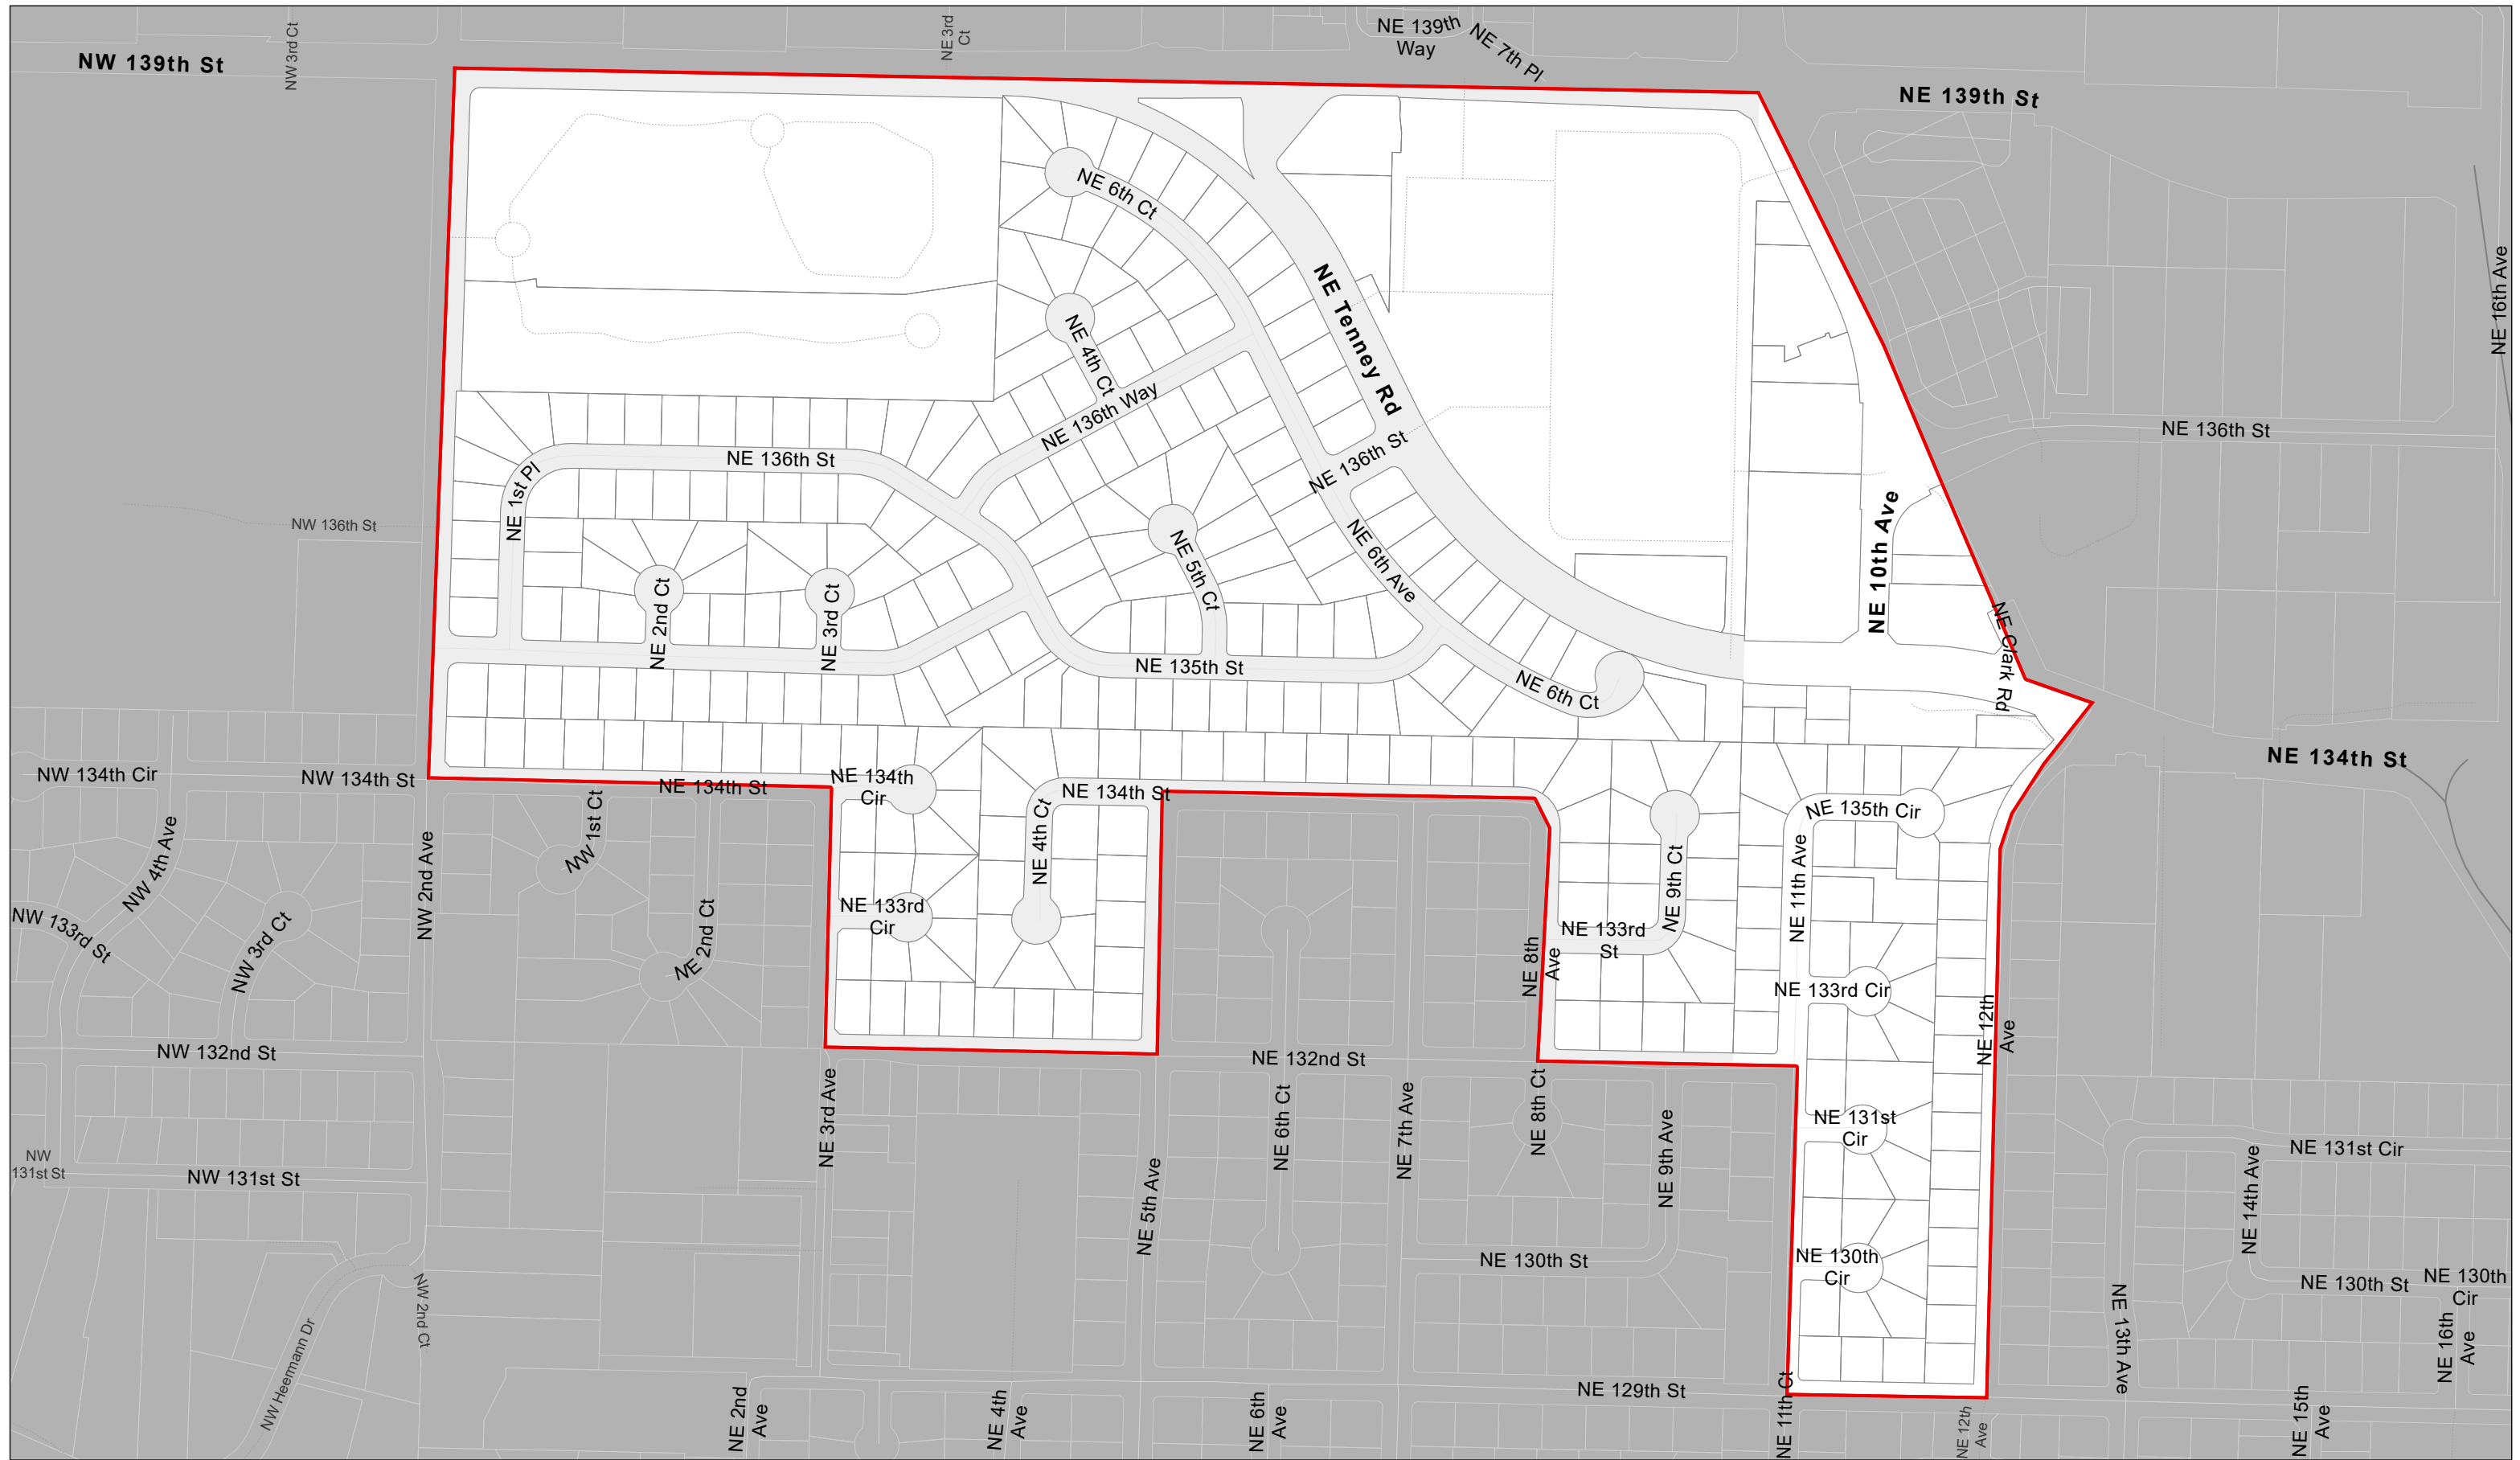 NW 139th St
NW 3rd Ct
NE 3rd
Ct
NE 139th
Way
NE 7th Pl
NE 139th St
NE 16th Ave
NE 6th Ct
NE Tenney Rd
NE 4th Ct
NE 136th Way
NE 136th St
NE 136th St
NE 136th St
NE 1st Pl
NW 136th St
NE 10th Ave
NE 6th Ave
NE 5th Ct
NE 2nd Ct
NE 3rd Ct
NE Clark Rd
NE 135th St
NE 6th Ct
NE 134th St
NW 134th Cir
NW 134th St
NE 134th St
NE 134th
Cir
NE 134th St
NE 135th Cir
NW 1st Ct
NW 4th Ave
NW 2nd Ave
NE 4th Ct
NE 9th Ct
NE 11th Ave
NW 133rd St
NW 3rd Ct
NE 2nd Ct
NE 133rd
Cir
NE 8th
Ave
NE 133rd
St
NE 133rd Cir
NE 12th
Ave
NW 132nd St
NE 132nd St
NE 3rd Ave
NE 6th Ct
NE 7th Ave
NE 8th Ct
NE 9th Ave
NE 131st
Cir
NE 131st Cir
NW
131st St
NW 131st St
NE 5th Ave
NE 14th Ave
NE 130th St
NE 130th
Cir
NE 130th St
NE 130th
Cir
NW 2nd Ct
NW Heermann Dr
NE 13th Ave
NE 16th
Ave
NE 129th St
NE 2nd
Ave
NE 4th
Ave
NE 6th
Ave
NE 11th Ct
NE 12th
Ave
NE 15th
Ave